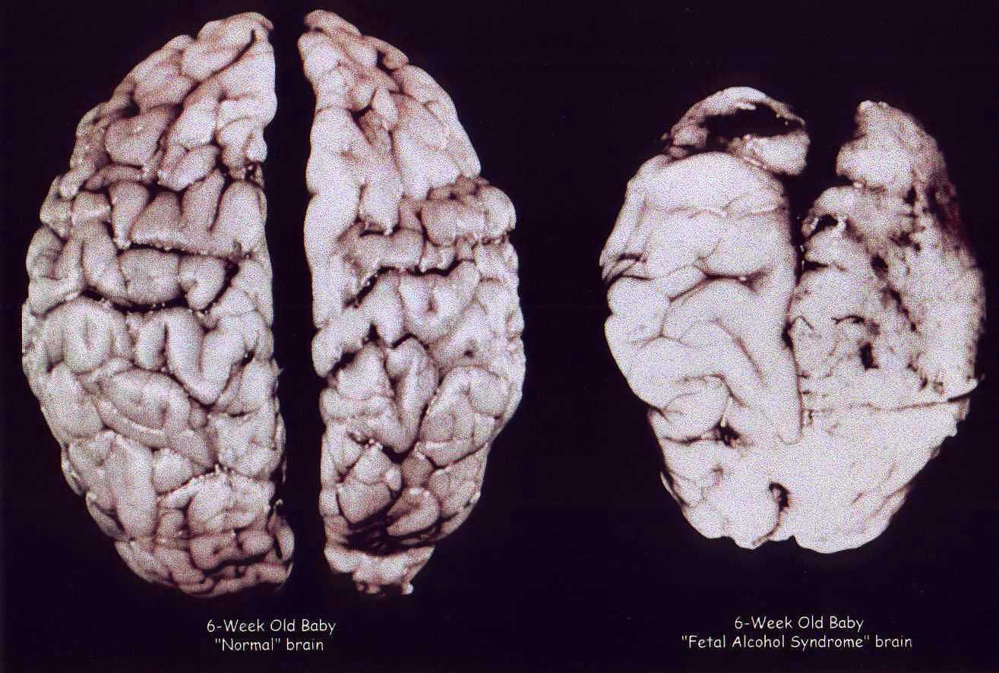 6-Week Old Baby
"Normal" brain
6-Week Old Baby
"Fetal Alcohol Syndrome" brain